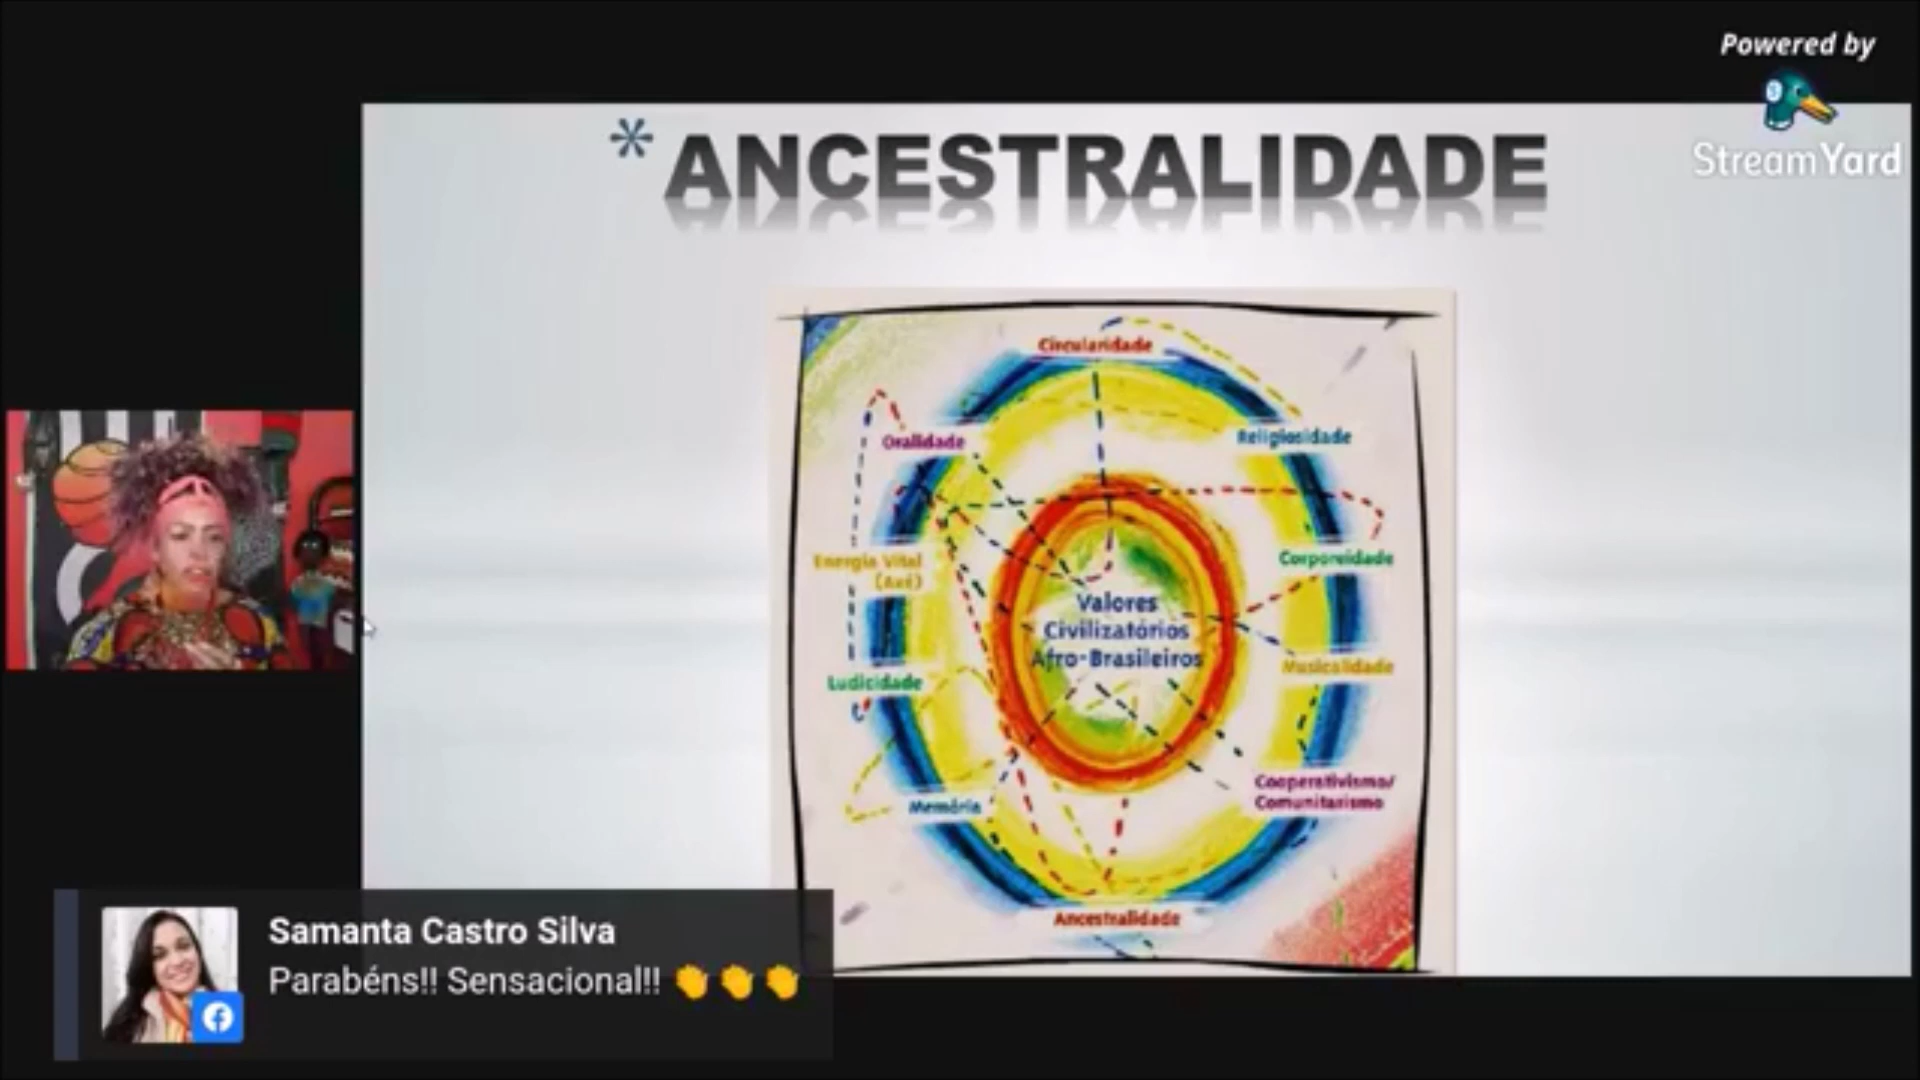 Powered by
StreamYard
* ANCESTRALIDADE
Circularidade
Oralidade
Religiosidade
Energia Vital
(Axé)
Corporeidade
Valores
Civilizatórios
Afro-Brasileiros
Ludicidade
Musicalidade
Memória
Cooperativismo/
Comunitarismo
Ancestralidade
Samanta Castro Silva
Parabéns!! Sensacional!! 👏👏👏